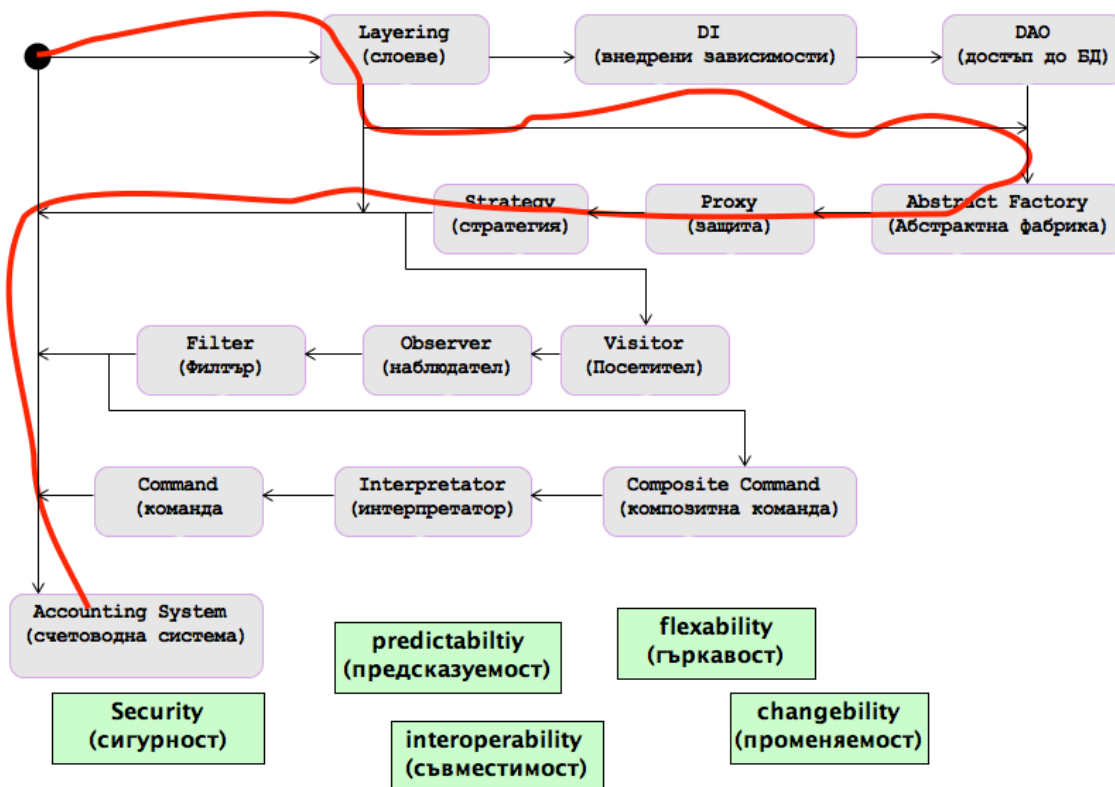 Layering
(слоеве)
DI
(внедрени зависимости)
DAO
(достъп до БД)
Strategy
(стратегия)
Proxy
(защита)
Abstract Factory
(Абстрактна фабрика)
Filter
(Филтър)
Observer
(наблюдател)
Visitor
(Посетител)
Command
(команда
Interpretator
(интерпретатор)
Composite Command
(композитна команда)
Accounting System
(счетоводна система)
predictabiltiy
(предсказуемост)
flexability
(гъркавост)
Security
(сигурност)
interoperability
(съвместимост)
changebility
(променяемост)